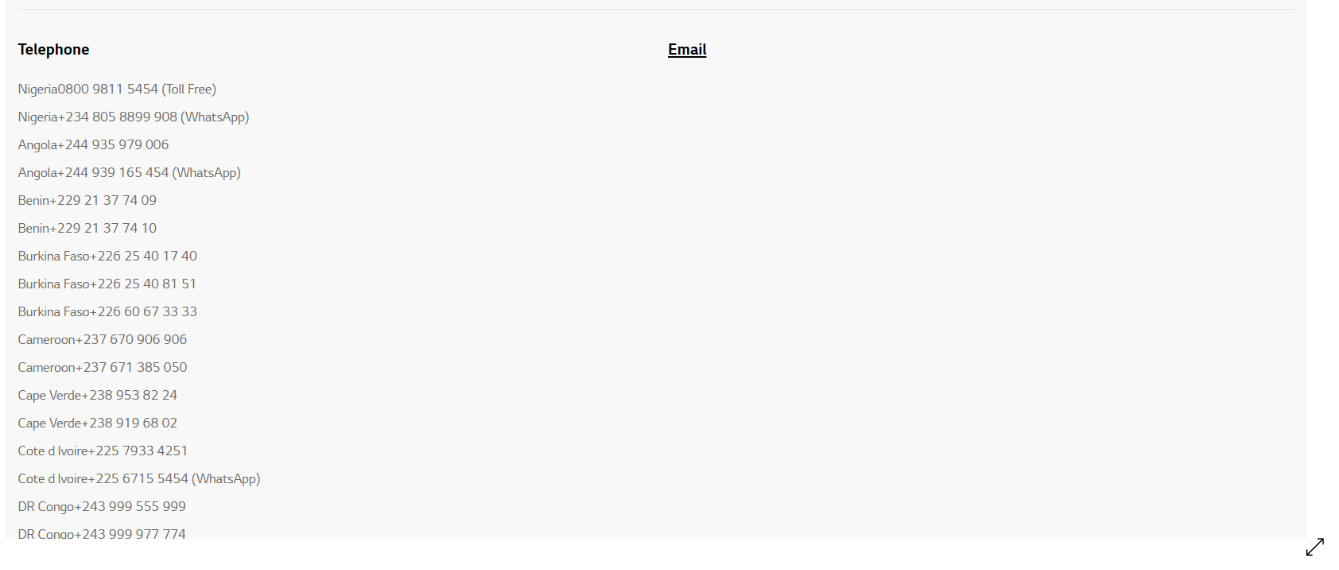 Telephone
Email
Nigeria0800 9811 5454 (Toll Free)
Nigeria+234 805 8899 908 (WhatsApp)
Angola+244 935 979 006
Angola+244 939 165 454 (WhatsApp)
Benin+229 21 37 74 09
Benin+229 21 37 74 10
Burkina Faso+226 25 40 17 40
Burkina Faso+226 25 40 81 51
Burkina Faso+226 60 67 33 33
Cameroon+237 670 906 906
Cameroon+237 671 385 050
Cape Verde+238 953 82 24
Cape Verde+238 919 68 02
Cote d Ivoire+225 7933 4251
Cote d Ivoire+225 6715 5454 (WhatsApp)
DR Congo+243 999 555 999
DR Congo+243 999 977 774